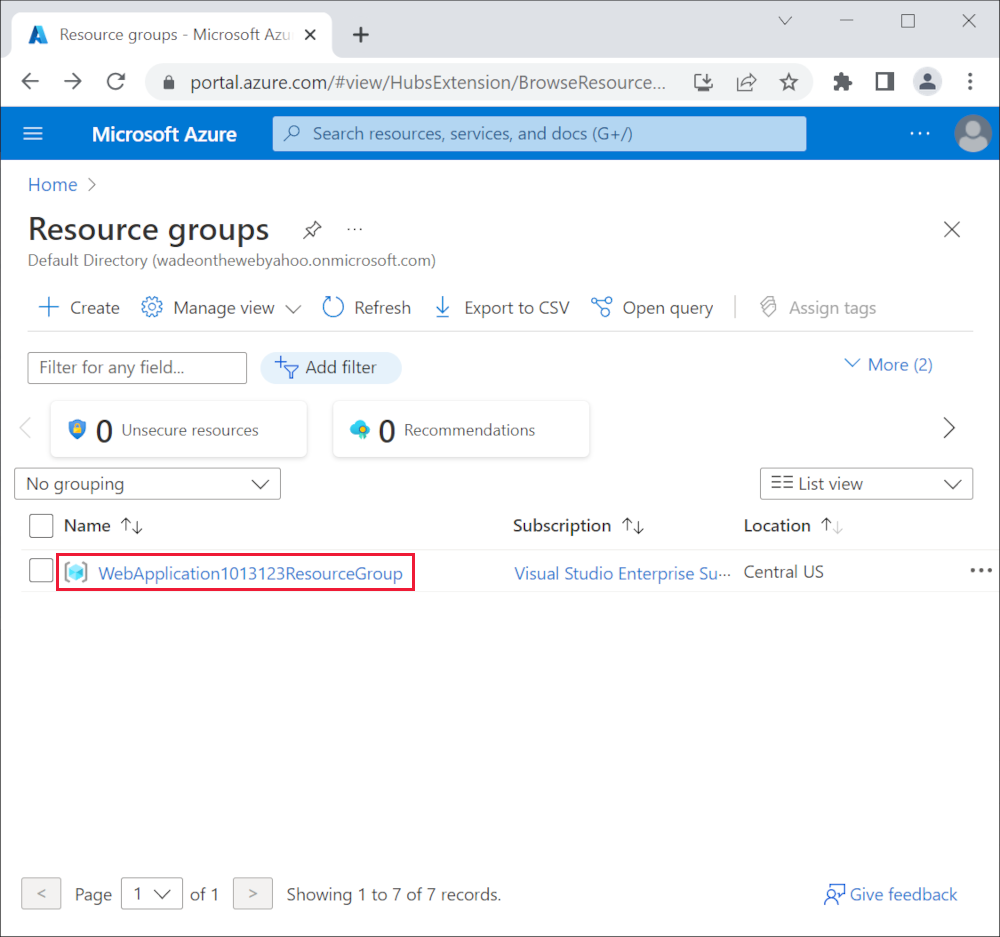 Resource groups - Microsoft Azu
portal.azure.com/#view/HubsExtension/BrowseResource...
Microsoft Azure
Search resources, services, and docs (G+/)
...
Home
Resource groups
...
Default Directory (wadeonthewebyahoo.onmicrosoft.com)
Create Manage view Refresh Export to CSV Open query Assign tags
Filter for any field... Add filter More (2)
0 Unsecure resources 0 Recommendations
No grouping List view
Name Subscription Location
WebApplication1013123ResourceGroup Visual Studio Enterprise Su... Central US ...
< Page 1 of 1 > Showing 1 to 7 of 7 records. Give feedback